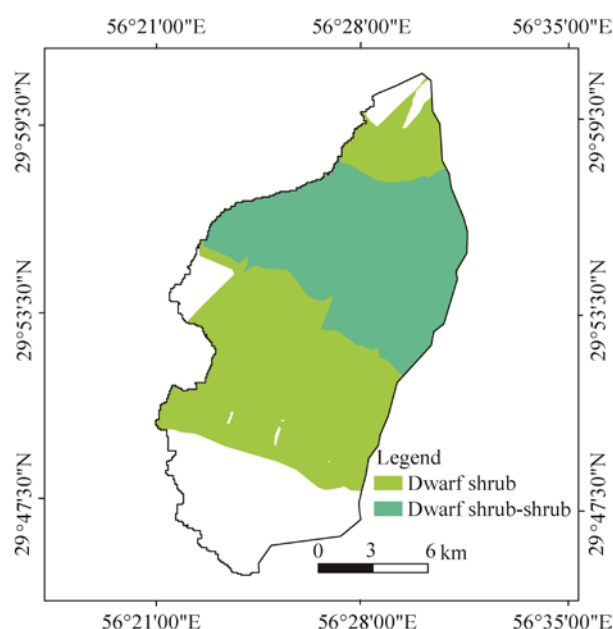 56°21′00″E 56°28′00″E 56°35′00″E
29°59′30″N 29°59′30″N
29°53′30″N 29°53′30″N
29°47′30″N 29°47′30″N
Legend
Dwarf shrub
Dwarf shrub-shrub
0 3 6 km
56°21′00″E 56°28′00″E 56°35′00″E